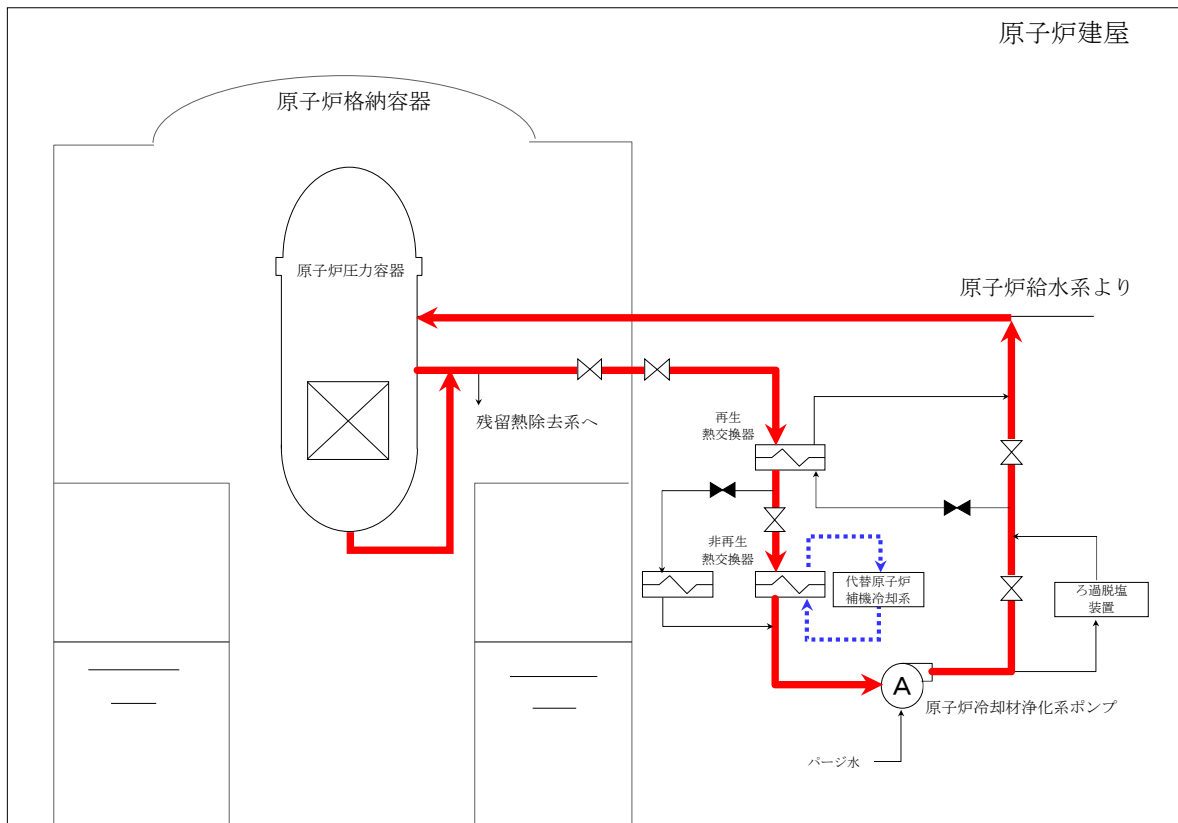 原子炉建屋
原子炉格納容器
原子炉圧力容器
原子炉給水系より
残留熱除去系へ
再生
熱交換器
非再生
熱交換器
代替原子炉
補機冷却系
ろ過脱塩
装置
A
原子炉冷却材浄化系ポンプ
パージ水